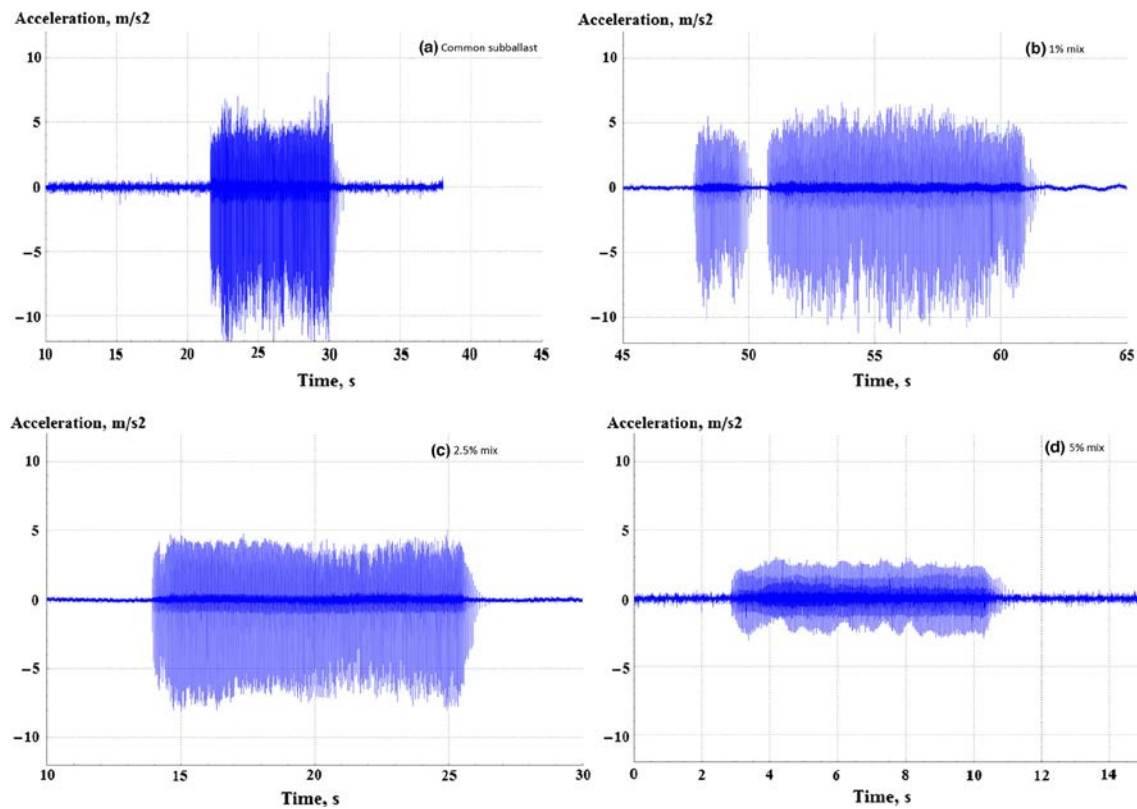 Acceleration, m/s2
(a) Common subballast
10
5
0
−5
−10
10 15 20 25 30 35 40 45
Time, s
Acceleration, m/s2
(b) 1% mix
10
5
0
−5
−10
45 50 55 60 65
Time, s
Acceleration, m/s2
(c) 2.5% mix
10
5
0
−5
−10
10 15 20 25 30
Time, s
Acceleration, m/s2
(d) 5% mix
10
5
0
−5
−10
0 2 4 6 8 10 12 14
Time, s